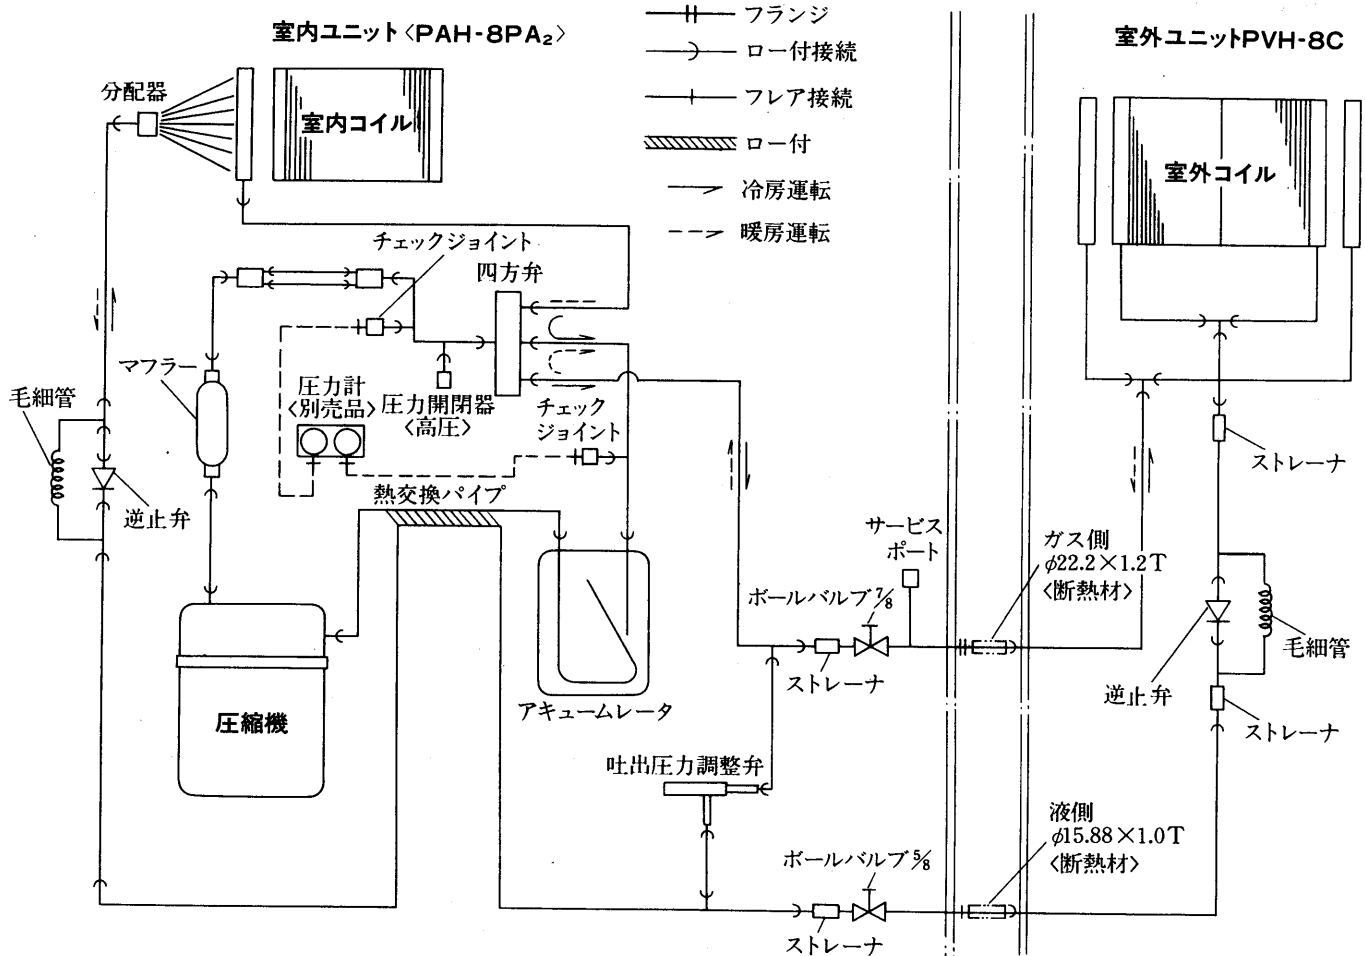 室内ユニット〈PAH-8PA₂〉
フランジ
ロー付接続
フレア接続
ロー付
冷房運転
暖房運転
室外ユニットPVH-8C
分配器
室内コイル
室外コイル
チェックジョイント
四方弁
マフラー
毛細管
逆止弁
圧力計
〈別売品〉
圧力開閉器
〈高圧〉
チェック
ジョイント
熱交換パイプ
ストレーナ
サービス
ポート
ガス側
φ22.2×1.2T
〈断熱材〉
ボールバルブ7/8
ストレーナ
毛細管
逆止弁
ストレーナ
圧縮機
アキュームレータ
吐出圧力調整弁
液側
φ15.88×1.0T
〈断熱材〉
ボールバルブ5/8
ストレーナ